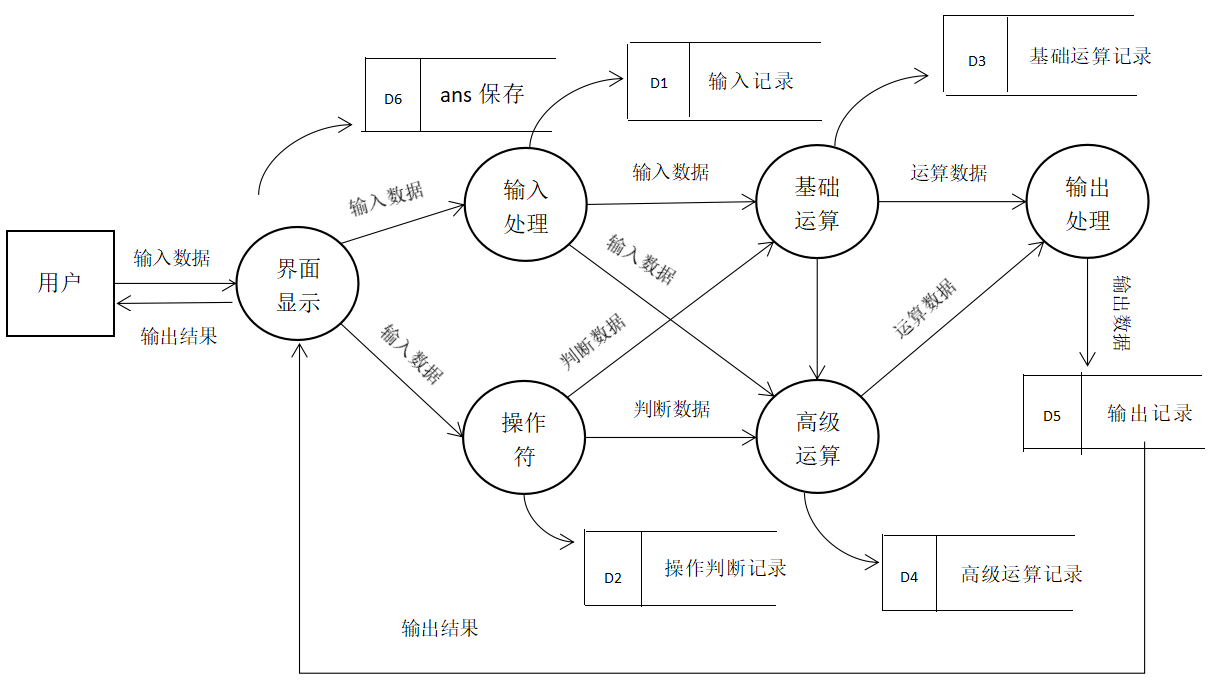 D3
基础运算记录
D6
ans 保存
D1
输入记录
输入数据
输入
处理
输入数据
基础
运算
运算数据
输出
处理
用户
输入数据
输出结果
界面
显示
输入数据
输入数据
判断数据
运算数据
输出数据
操作
符
判断数据
高级
运算
D5
输出记录
D2
操作判断记录
D4
高级运算记录
输出结果